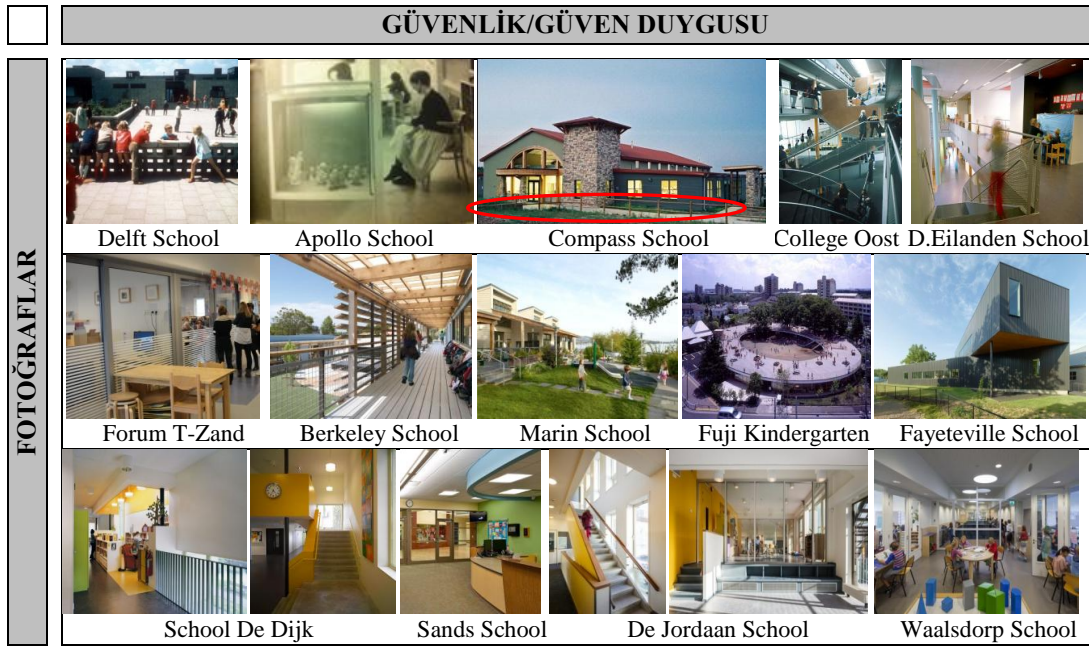 GÜVENLİK/GÜVEN DUYGUSU
FOTOĞRAFLAR
Delft School Apollo School Compass School College Oost D.Eilanden School
Forum T-Zand Berkeley School Marin School Fuji Kindergarten Fayeteville School
School De Dijk Sands School De Jordaan School Waalsdorp School